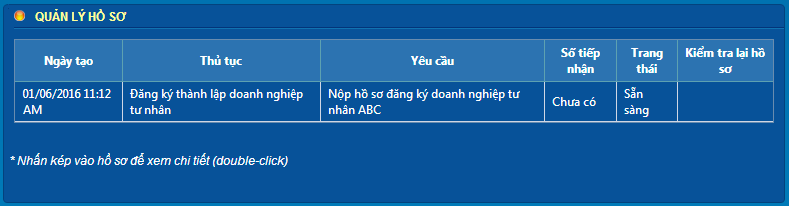 QUẢN LÝ HỒ SƠ
Ngày tạo Thủ tục Yêu cầu Số tiếp nhận Trang thái Kiểm tra lại hồ sơ
01/06/2016 11:12 AM Đăng ký thành lập doanh nghiệp tư nhân Nộp hồ sơ đăng ký doanh nghiệp tư nhân ABC Chưa có Sẵn sàng
* Nhấn kép vào hồ sơ để xem chi tiết (double-click)